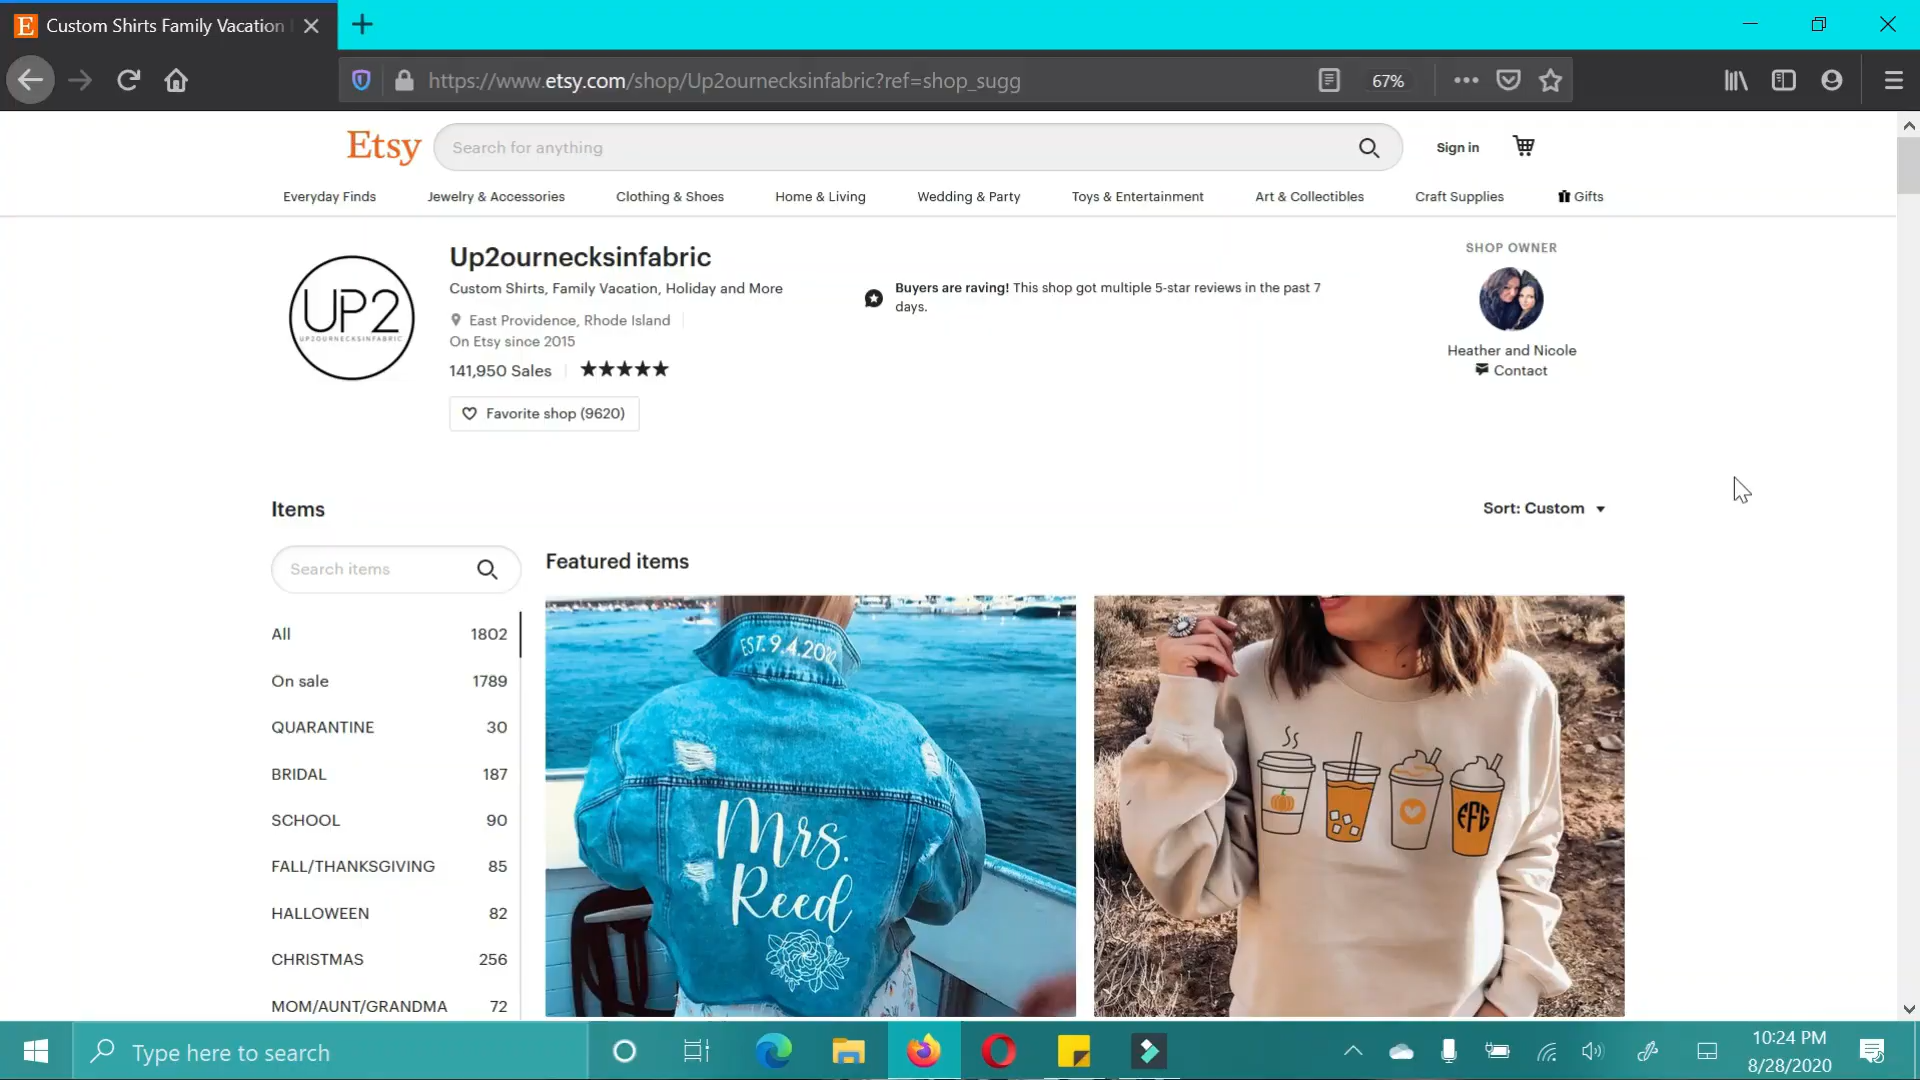 Custom Shirts Family Vacation
https://www.etsy.com/shop/Up2ournecksinfabric?ref=shop_sugg
67%
Etsy
Search for anything
Sign in
Everyday Finds
Jewelry & Accessories
Clothing & Shoes
Home & Living
Wedding & Party
Toys & Entertainment
Art & Collectibles
Craft Supplies
Gifts
UP2
UP2OURNECKSINFABRIC
Up2ournecksinfabric
Custom Shirts, Family Vacation, Holiday and More
East Providence, Rhode Island
On Etsy since 2015
141,950 Sales
Favorite shop (9620)
Buyers are raving! This shop got multiple 5-star reviews in the past 7
days.
SHOP OWNER
Heather and Nicole
Contact
Items
Sort: Custom
Search items
Featured items
All 1802
On sale 1789
QUARANTINE 30
BRIDAL 187
SCHOOL 90
FALL/THANKSGIVING 85
HALLOWEEN 82
CHRISTMAS 256
MOM/AUNT/GRANDMA 72
EST. 9.4.2020
Mrs.
Reed
EFG
Type here to search
10:24 PM
8/28/2020